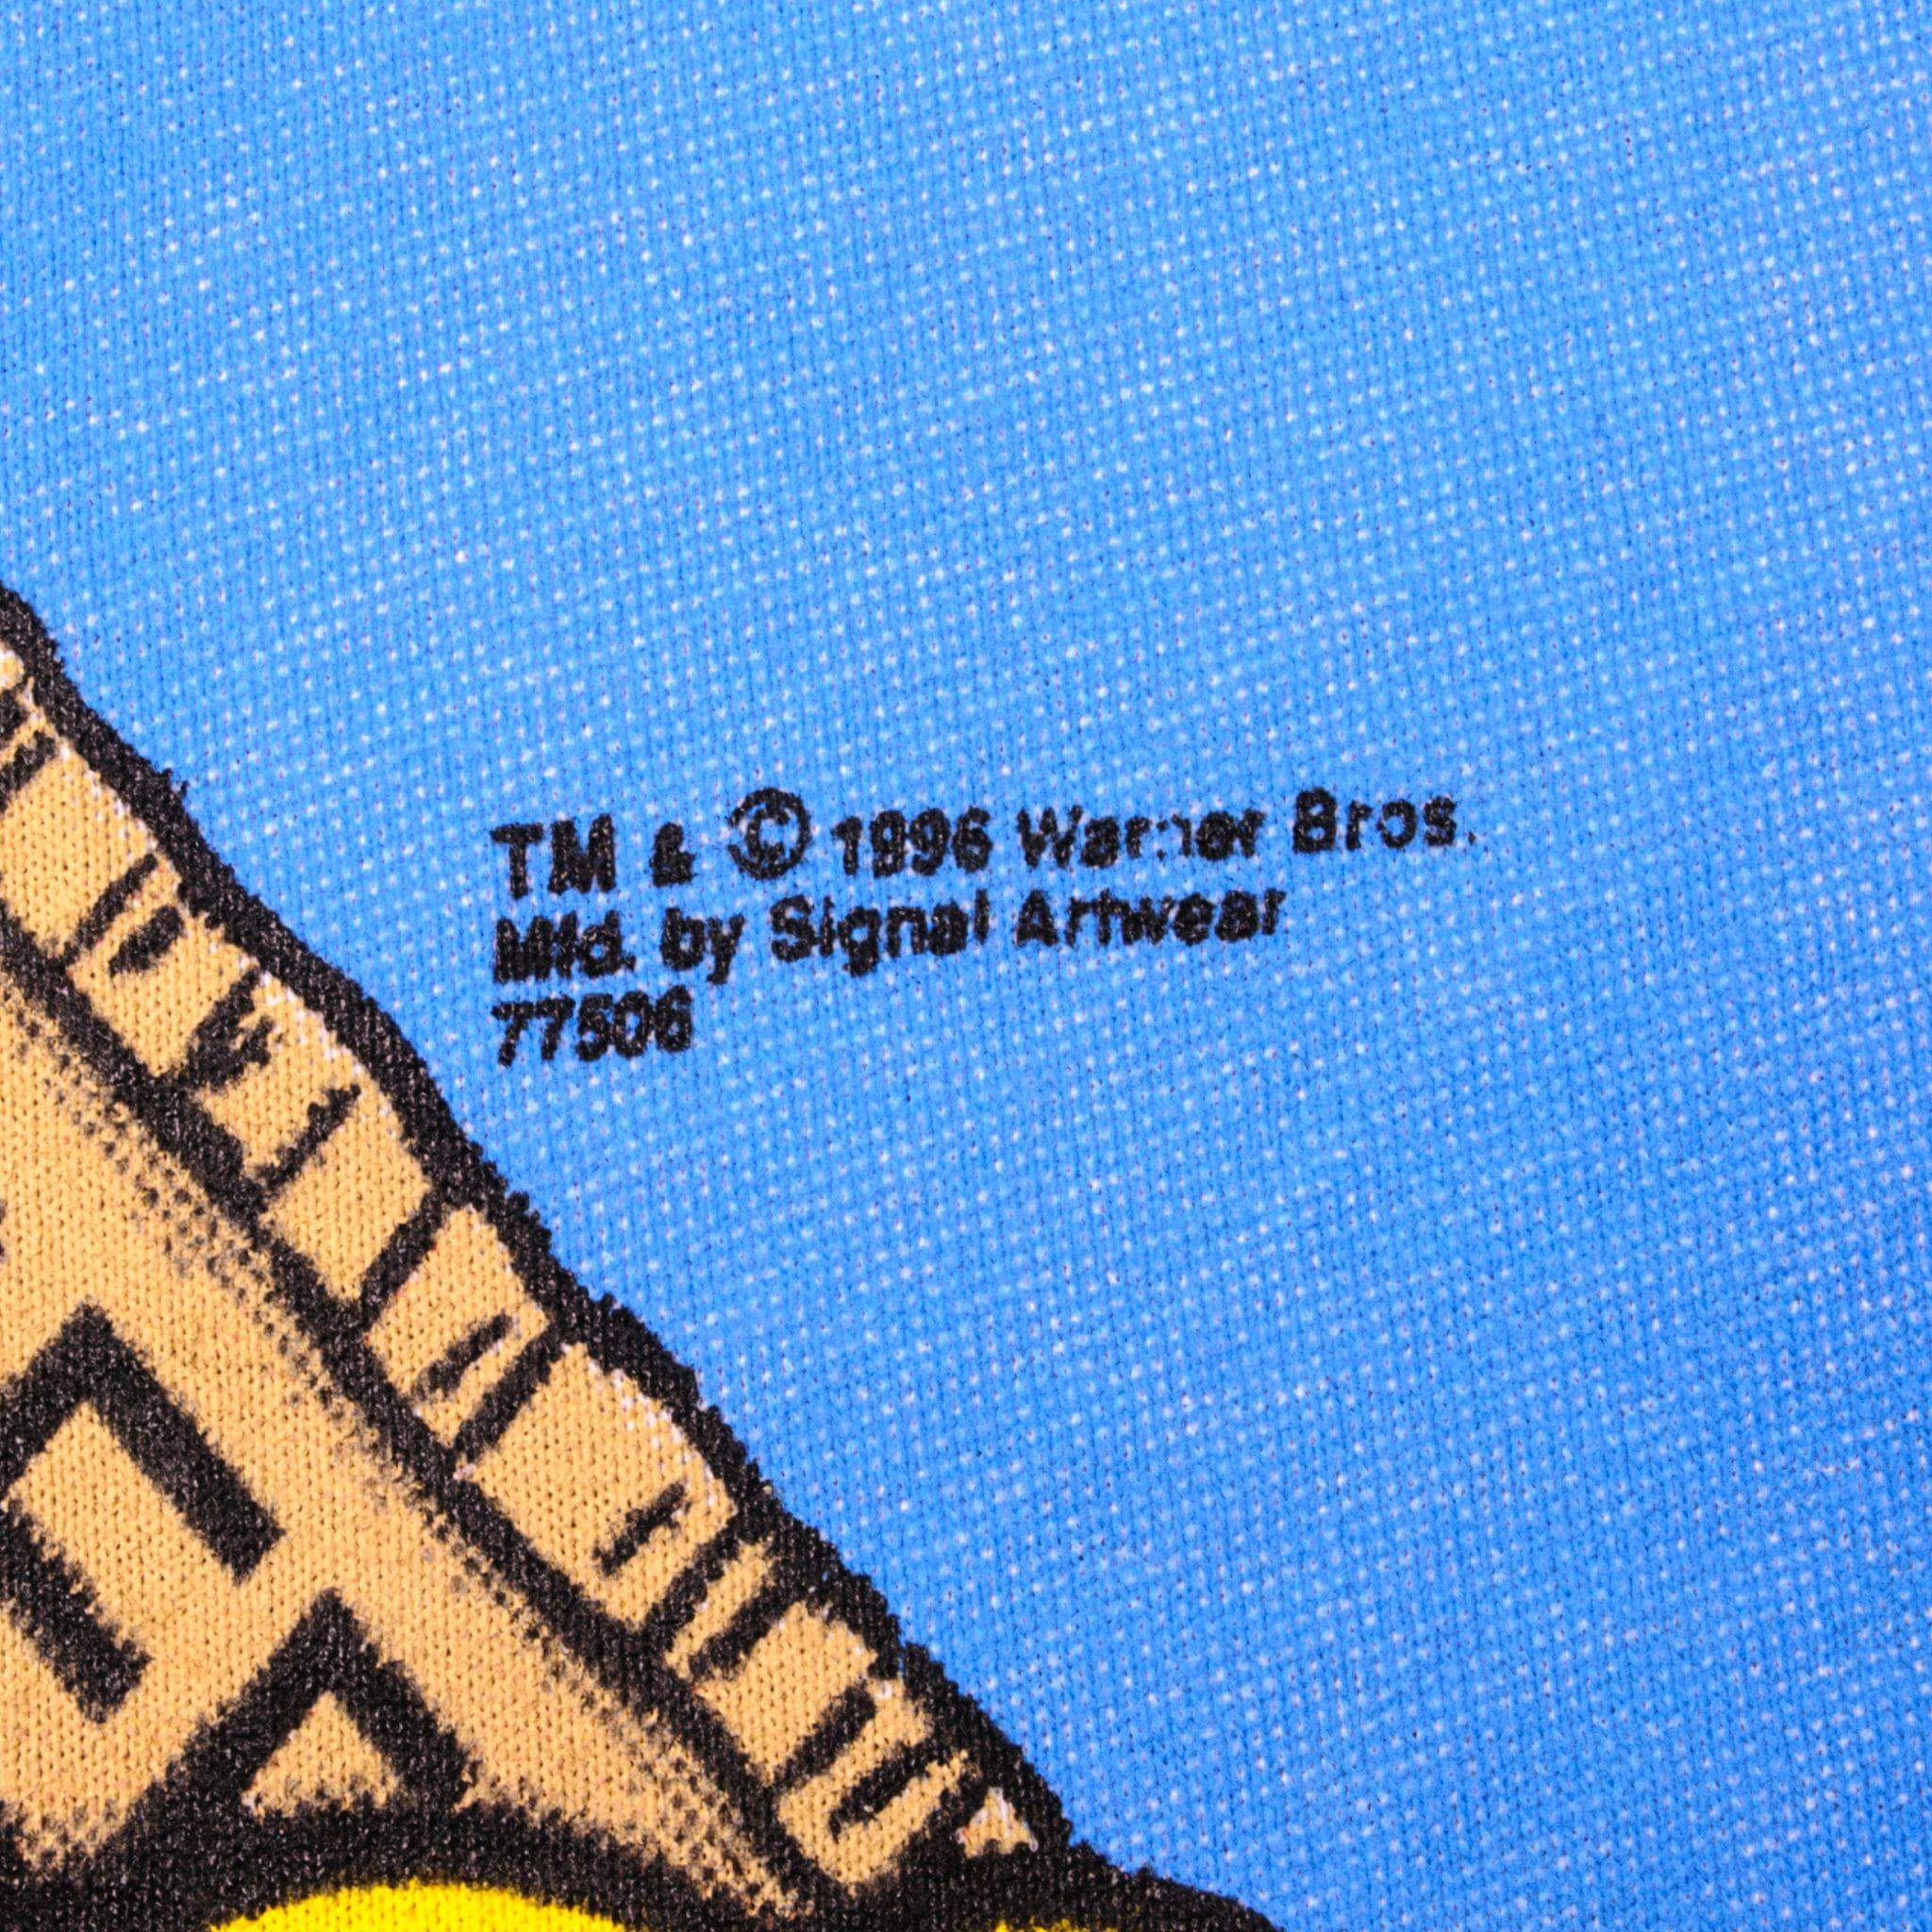 TM & © 1996 Warner Bros.
Mfd. by Signal Artwear
77506